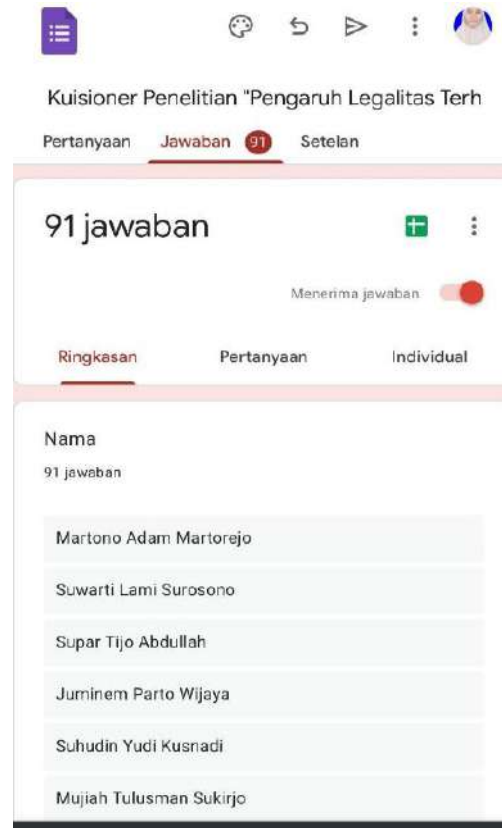 Kuisioner Penelitian "Pengaruh Legalitas Terh
Pertanyaan Jawaban 91 Setelan
91 jawaban
Menerima jawaban
Ringkasan Pertanyaan Individual
Nama
91 jawaban
Martono Adam Martorejo
Suwarti Lami Surosono
Supar Tijo Abdullah
Juminem Parto Wijaya
Suhudin Yudi Kusnadi
Mujiah Tulusman Sukirjo